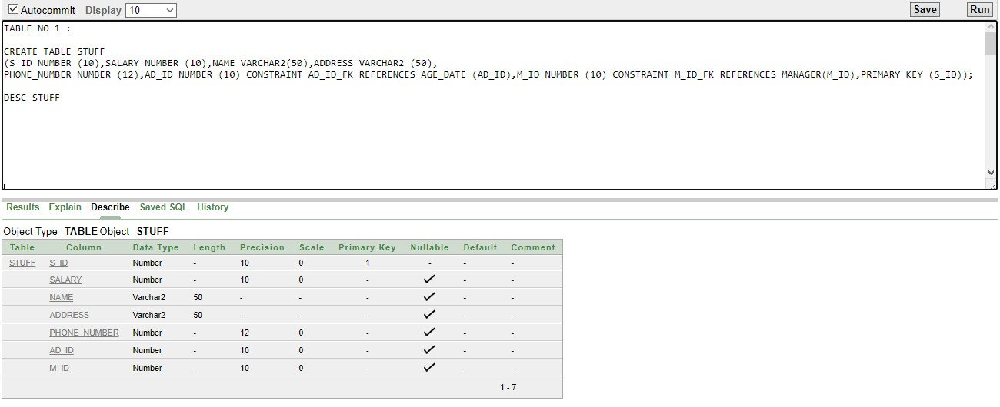 Autocommit Display 10 Save Run
TABLE NO 1 :
CREATE TABLE STUFF
(S_ID NUMBER (10),SALARY NUMBER (10),NAME VARCHAR2(50),ADDRESS VARCHAR2 (50),
PHONE_NUMBER NUMBER (12),AD_ID NUMBER (10) CONSTRAINT AD_ID_FK REFERENCES AGE_DATE (AD_ID),M_ID NUMBER (10) CONSTRAINT M_ID_FK REFERENCES MANAGER(M_ID),PRIMARY KEY (S_ID));
DESC STUFF
Results Explain Describe Saved SQL History
Object Type TABLE Object STUFF
Table Column Data Type Length Precision Scale Primary Key Nullable Default Comment
STUFF S_ID Number - 10 0 1 - - -
SALARY Number - 10 0 - ✓ - -
NAME Varchar2 50 - - - ✓ - -
ADDRESS Varchar2 50 - - - ✓ - -
PHONE_NUMBER Number - 12 0 - ✓ - -
AD_ID Number - 10 0 - ✓ - -
M_ID Number - 10 0 - ✓ - -
1 - 7